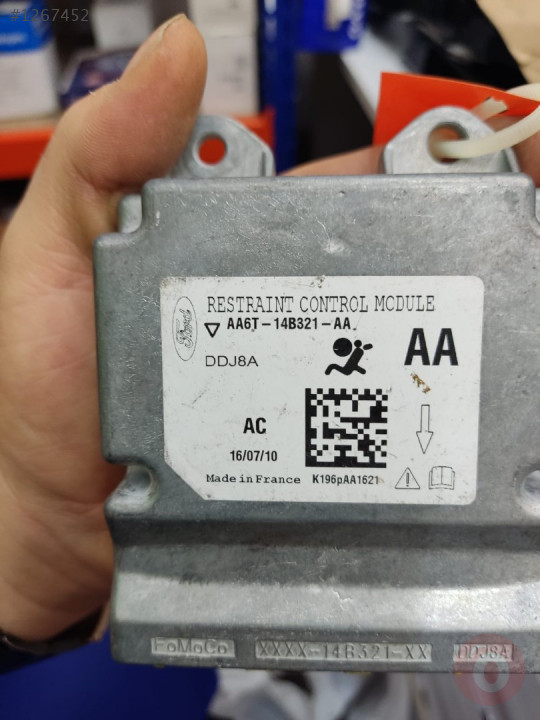 #1267452
RESTRAINT CONTROL MODULE
Ford
AA6T-14B321-AA
DDJ8A
AA
AC
16/07/10
Made in France
K196pAA1621
FoMoCo
XXXX-14B321-XX
DDJ8A